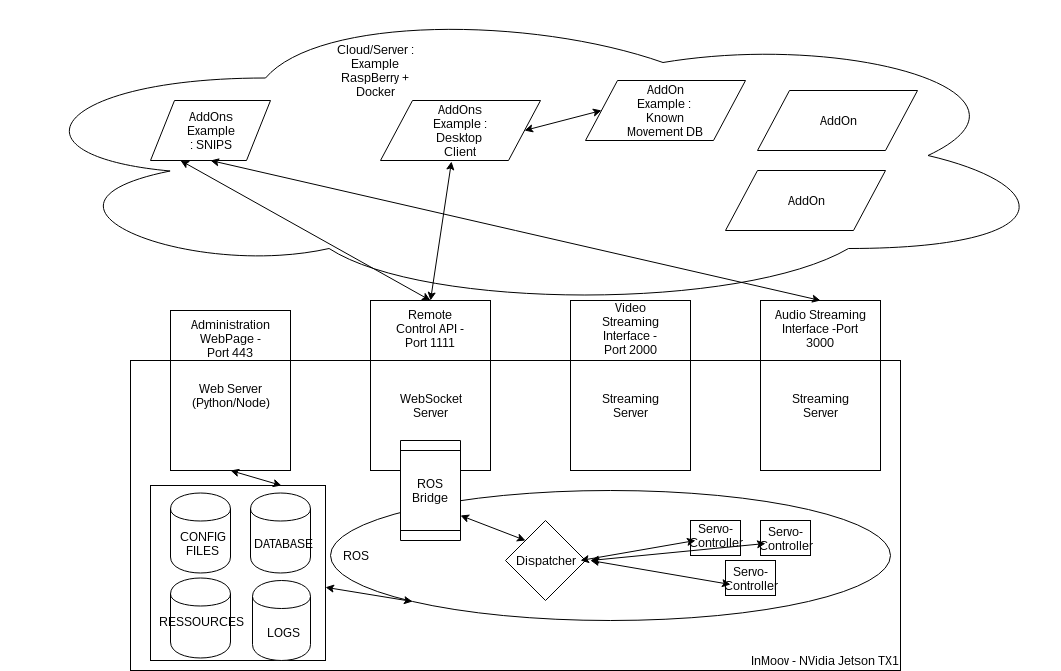 Cloud/Server :
Example
RaspBerry +
Docker
AddOns
Example
: SNIPS
AddOns
Example :
Desktop
Client
AddOn
Example :
Known
Movement DB
AddOn
AddOn
Administration
WebPage -
Port 443
Remote
Control API -
Port 1111
Video
Streaming
Interface -
Port 2000
Audio Streaming
Interface -Port
3000
Web Server
(Python/Node)
WebSocket
Server
Streaming
Server
Streaming
Server
ROS
Bridge
CONFIG
FILES
DATABASE
RESSOURCES
LOGS
ROS
Dispatcher
Servo-
Controller
Servo-
Controller
Servo-
Controller
InMoov - NVidia Jetson TX1